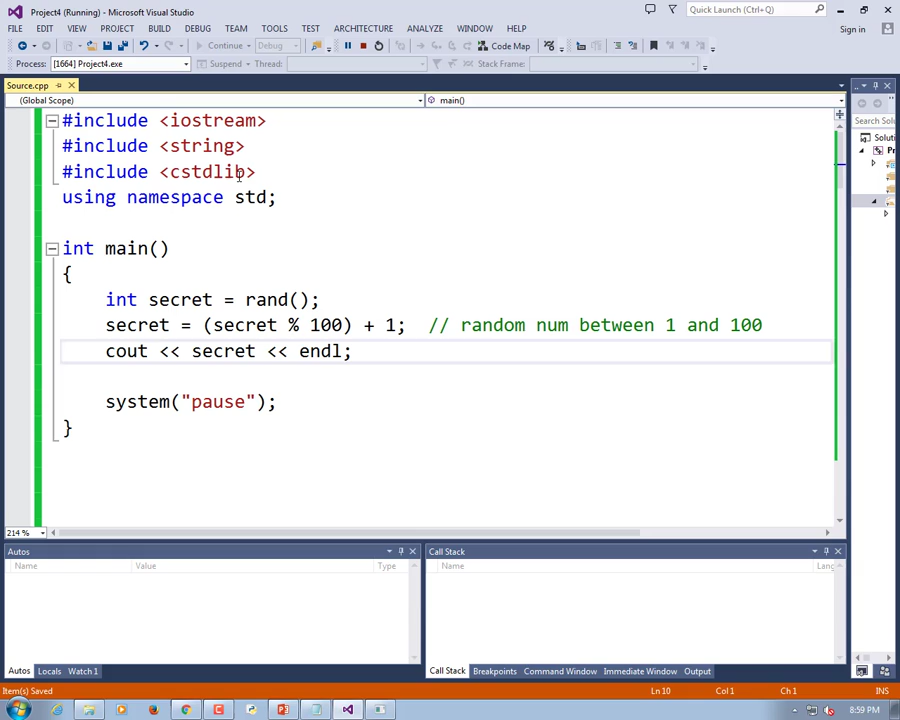 Project4 (Running) - Microsoft Visual Studio
Quick Launch (Ctrl+Q)
FILE EDIT VIEW PROJECT BUILD DEBUG TEAM TOOLS TEST ARCHITECTURE ANALYZE WINDOW HELP
Sign in
Continue Debug Code Map
Process: [1664] Project4.exe Suspend Thread: Stack Frame:
Source.cpp
(Global Scope) main()
Search Sol
#include <iostream>
#include <string>
#include <cstdlib>
using namespace std;
int main()
{
int secret = rand();
secret = (secret % 100) + 1; // random num between 1 and 100
cout << secret << endl;
system("pause");
}
Soluti
Pr
214 %
Autos
Name Value Type
Call Stack
Name Lang
Autos Locals Watch 1
Call Stack Breakpoints Command Window Immediate Window Output
Item(s) Saved Ln 10 Col 1 Ch 1 INS
8:59 PM